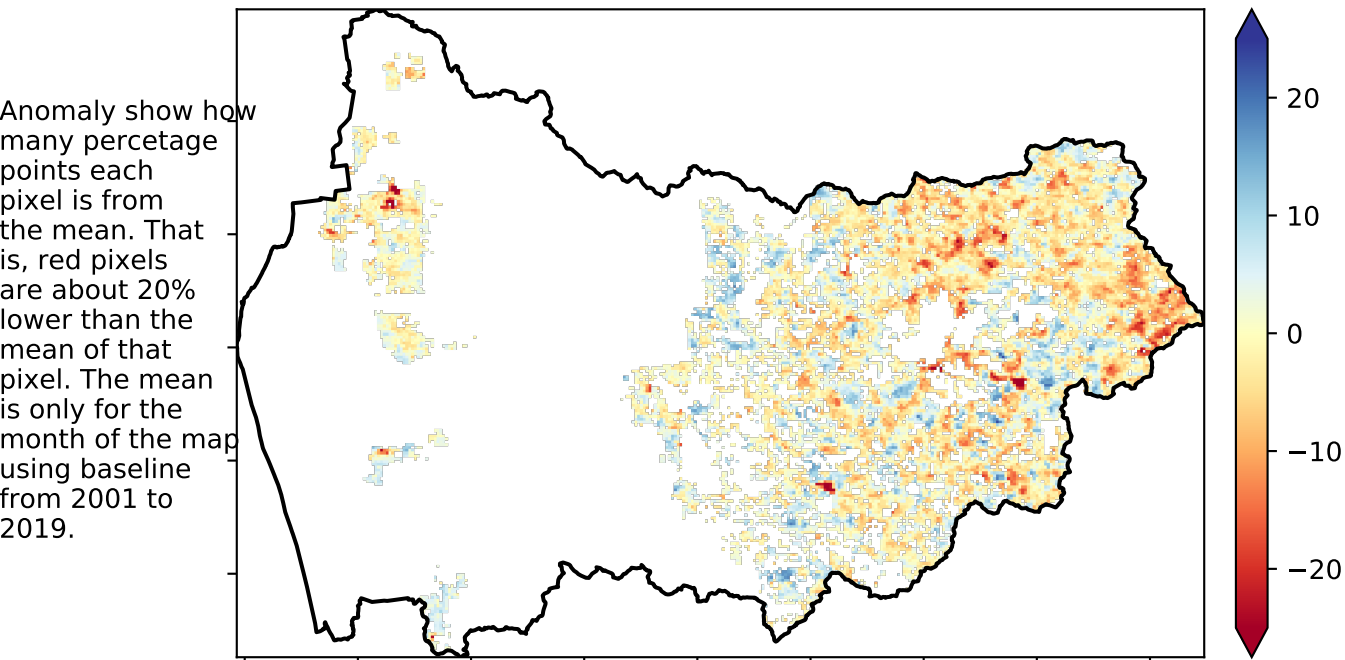 Anomaly show how
many percetage
points each
pixel is from
the mean. That
is, red pixels
are about 20%
lower than the
mean of that
pixel. The mean
is only for the
month of the map
using baseline
from 2001 to
2019.
20
10
0
−10
−20